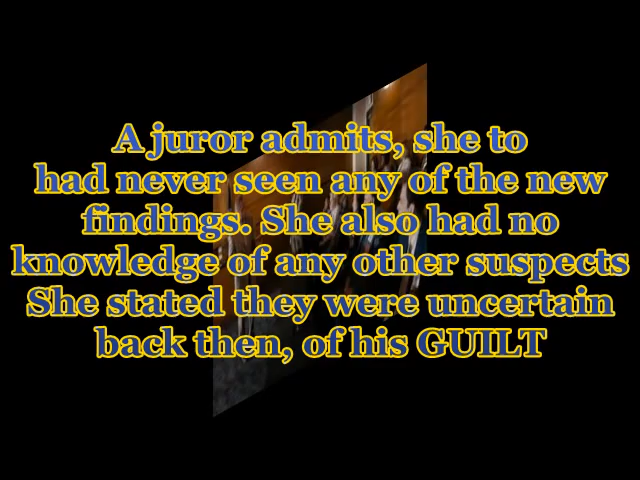 A juror admits, she to
had never seen any of the new
findings. She also had no
knowledge of any other suspects
She stated they were uncertain
back then, of his GUILT